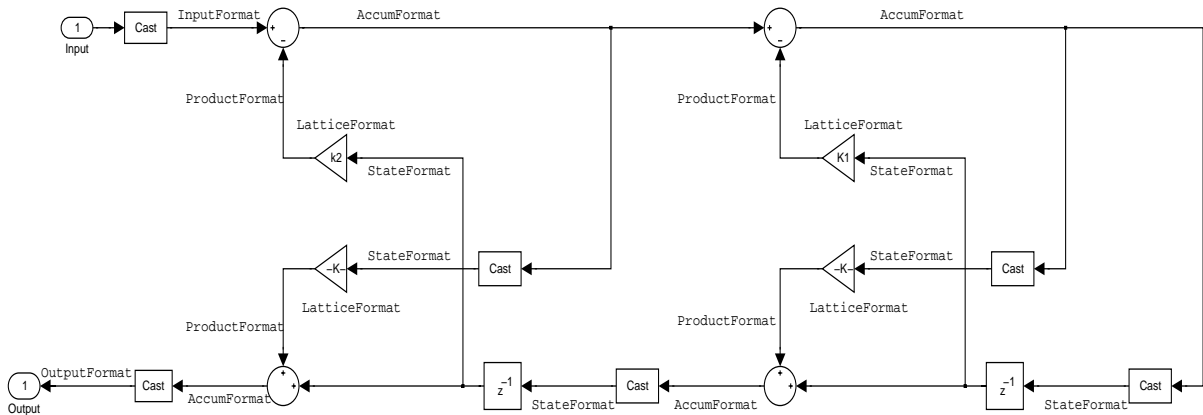 InputFormat
AccumFormat
AccumFormat
1
Cast
+
−
+
−
Input
ProductFormat
ProductFormat
LatticeFormat
LatticeFormat
k2
K1
StateFormat
StateFormat
StateFormat
StateFormat
−K−
Cast
−K−
Cast
LatticeFormat
LatticeFormat
ProductFormat
ProductFormat
OutputFormat
+
+
1
Cast
+
z−1
Cast
+
z−1
Cast
AccumFormat
StateFormat
AccumFormat
StateFormat
Output